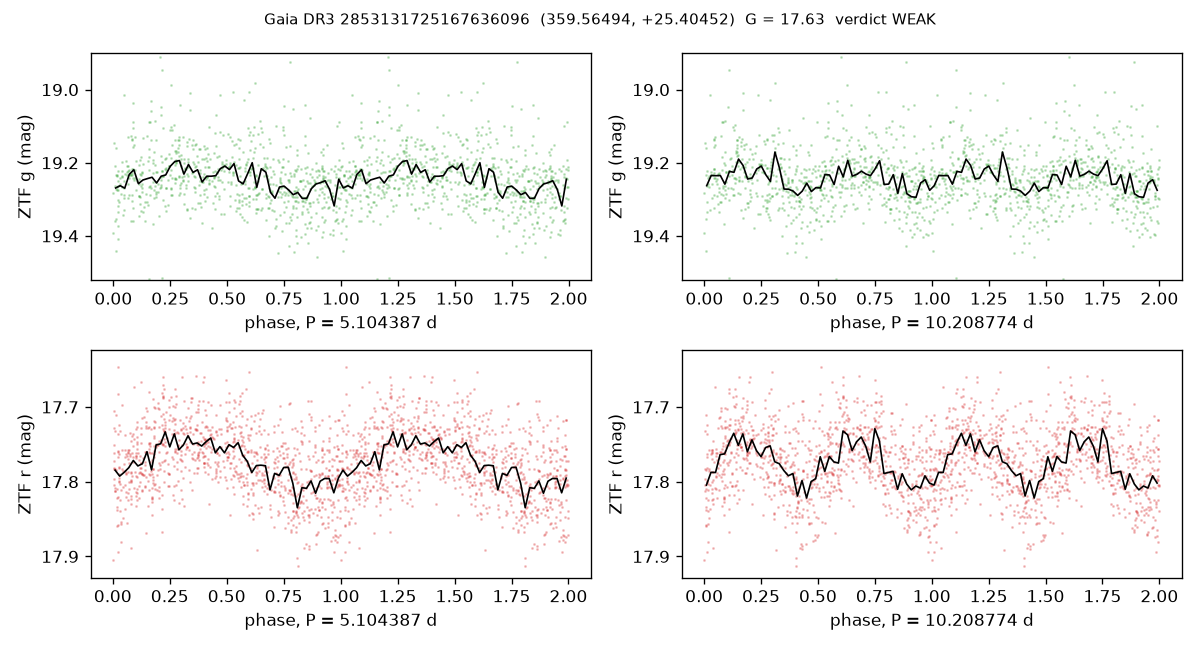 Gaia DR3 2853131725167636096 (359.56494, +25.40452) G = 17.63 verdict WEAK
ZTF g (mag)
19.0
19.2
19.4
0.00 0.25 0.50 0.75 1.00 1.25 1.50 1.75 2.00
phase, P = 5.104387 d
ZTF g (mag)
19.0
19.2
19.4
0.00 0.25 0.50 0.75 1.00 1.25 1.50 1.75 2.00
phase, P = 10.208774 d
ZTF r (mag)
17.7
17.8
17.9
0.00 0.25 0.50 0.75 1.00 1.25 1.50 1.75 2.00
phase, P = 5.104387 d
ZTF r (mag)
17.7
17.8
17.9
0.00 0.25 0.50 0.75 1.00 1.25 1.50 1.75 2.00
phase, P = 10.208774 d